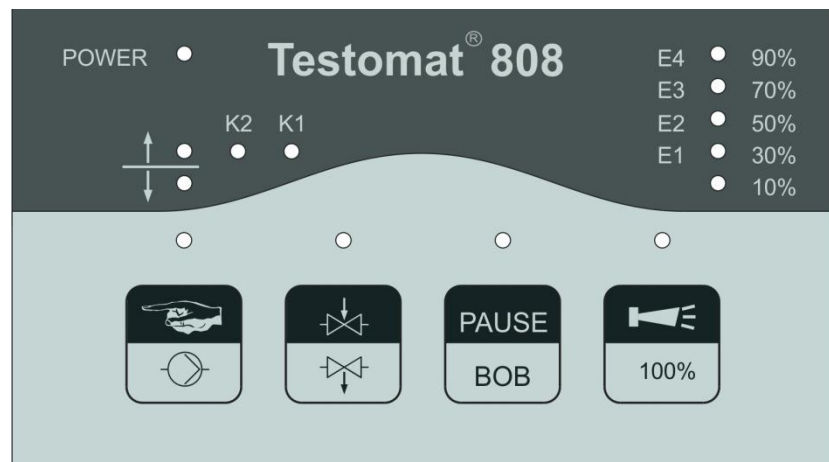 POWER
Testomat® 808
K2 K1
E4 90%
E3 70%
E2 50%
E1 30%
10%
PAUSE
BOB
100%